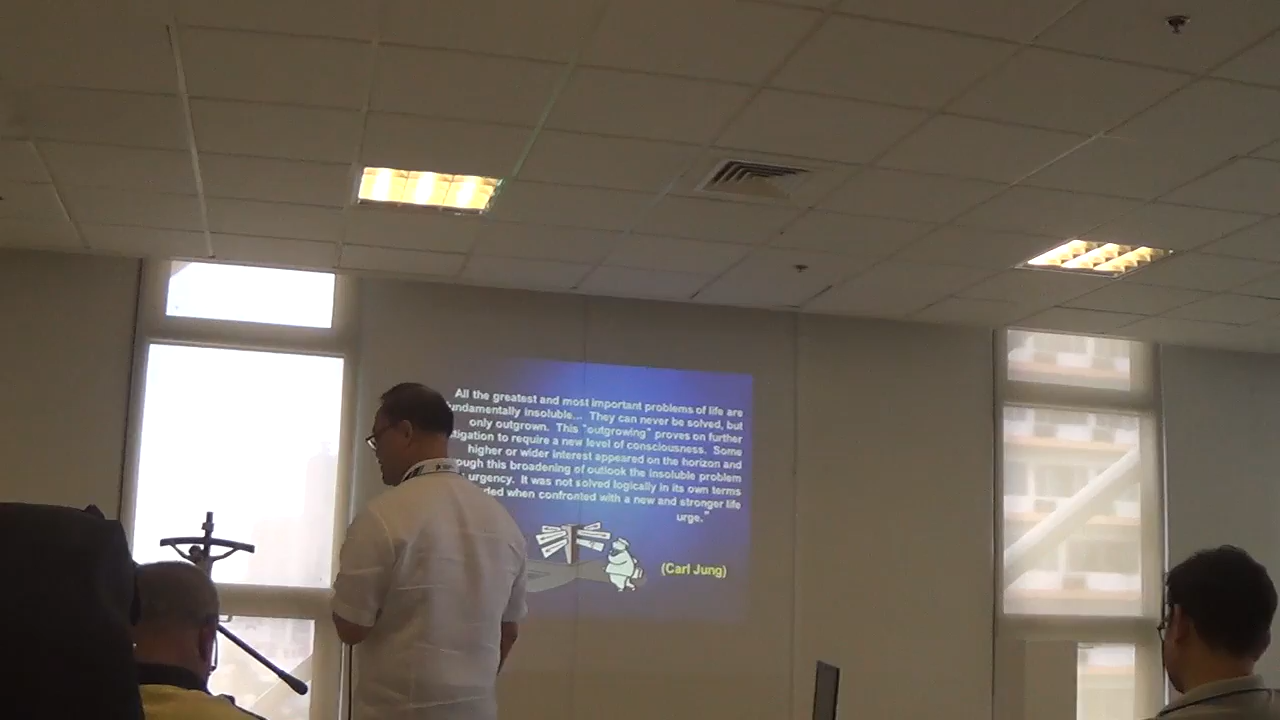 All the greatest and most important problems of life are
fundamentally insoluble... They can never be solved, but
only outgrown. This "outgrowing" proves on further
tigation to require a new level of consciousness. Some
higher or wider interest appeared on the horizon and
ough this broadening of outlook the insoluble problem
urgency. It was not solved logically in its own terms
ded when confronted with a new and stronger life
urge."
(Carl Jung)